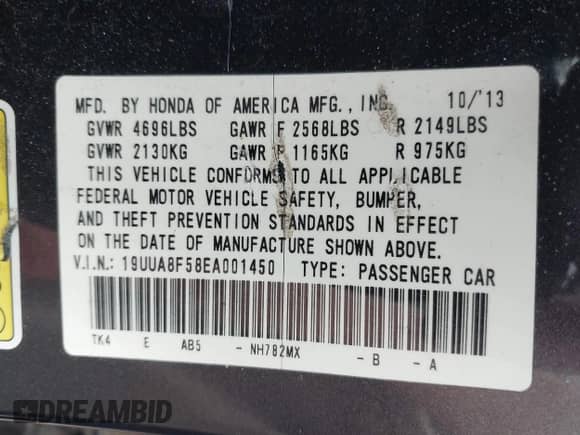 MFD. BY HONDA OF AMERICA MFG., INC. 10/'13
GVWR 4696LBS GAWR F 2568LBS R 2149LBS
GVWR 2130KG GAWR F 1165KG R 975KG
THIS VEHICLE CONFORMS TO ALL APPLICABLE
FEDERAL MOTOR VEHICLE SAFETY, BUMPER,
AND THEFT PREVENTION STANDARDS IN EFFECT
ON THE DATE OF MANUFACTURE SHOWN ABOVE.
V.I.N.: 19UUA8F58EA001450 TYPE: PASSENGER CAR
TK4 E AB5 - NH782MX - B - A
DREAMBID